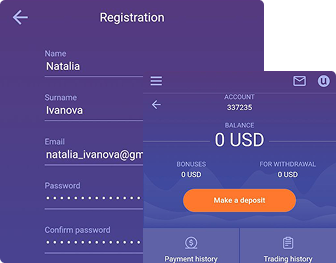 Registration
Name
Natalia
Surname
Ivanova
Email
natalia_ivanova@gm
Password
Confirm password
ACCOUNT
337235
BALANCE
0 USD
BONUSES
0 USD
FOR WITHDRAWAL
0 USD
Make a deposit
Payment history
Trading history